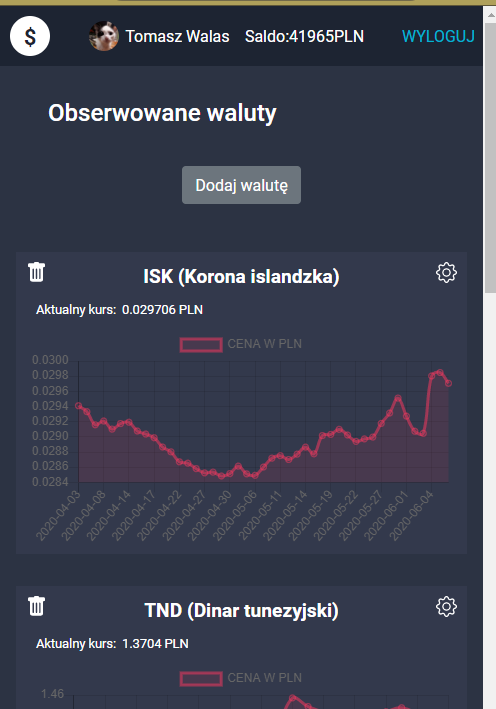 $ Tomasz Walas Saldo:41965PLN WYLOGUJ
Obserwowane waluty
Dodaj walutę
ISK (Korona islandzka)
Aktualny kurs: 0.029706 PLN
CENA W PLN
0.0300
0.0298
0.0296
0.0294
0.0292
0.0290
0.0288
0.0286
0.0284
2020-04-03 2020-04-08 2020-04-14 2020-04-17 2020-04-22 2020-04-27 2020-04-30 2020-05-06 2020-05-11 2020-05-14 2020-05-19 2020-05-22 2020-05-27 2020-06-01 2020-06-04
TND (Dinar tunezyjski)
Aktualny kurs: 1.3704 PLN
CENA W PLN
1.46